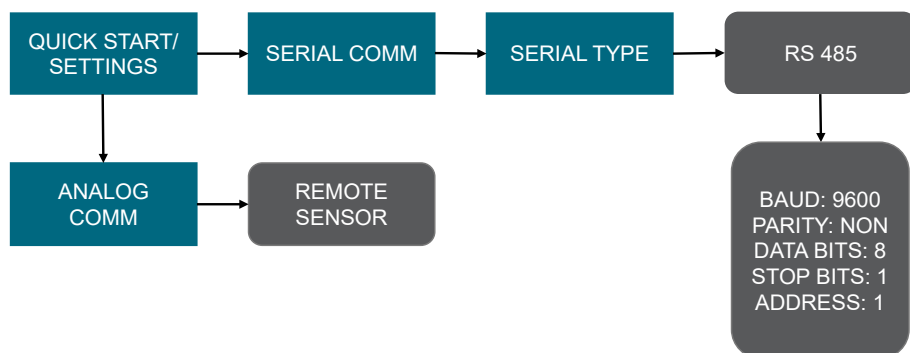 QUICK START/
SETTINGS
SERIAL COMM
SERIAL TYPE
RS 485
ANALOG
COMM
REMOTE
SENSOR
BAUD: 9600
PARITY: NON
DATA BITS: 8
STOP BITS: 1
ADDRESS: 1